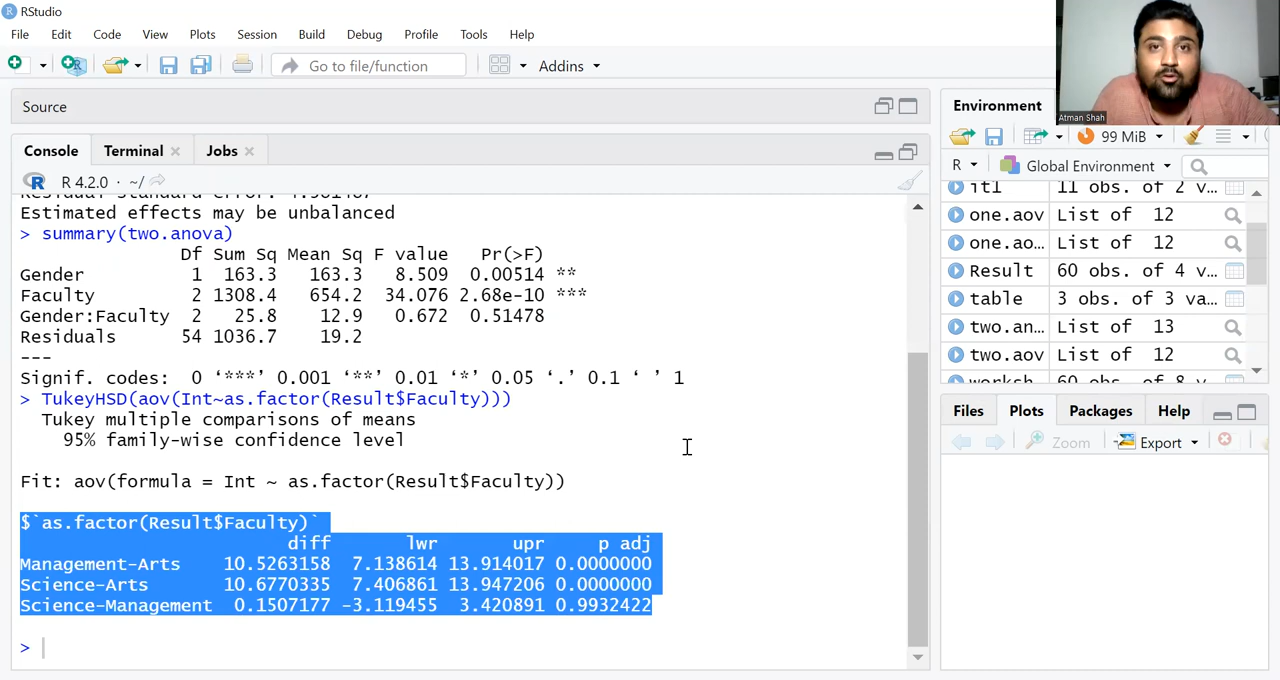 RStudio
File Edit Code View Plots Session Build Debug Profile Tools Help
Go to file/function Addins
Atman Shah
Source
Console Terminal Jobs
R 4.2.0 · ~/
Estimated effects may be unbalanced
> summary(two.anova)
Df Sum Sq Mean Sq F value Pr(>F)
Gender 1 163.3 163.3 8.509 0.00514 **
Faculty 2 1308.4 654.2 34.076 2.68e-10 ***
Gender:Faculty 2 25.8 12.9 0.672 0.51478
Residuals 54 1036.7 19.2
---
Signif. codes: 0 ‘***’ 0.001 ‘**’ 0.01 ‘*’ 0.05 ‘.’ 0.1 ‘ ’ 1
> TukeyHSD(aov(Int~as.factor(Result$Faculty)))
Tukey multiple comparisons of means
95% family-wise confidence level
Fit: aov(formula = Int ~ as.factor(Result$Faculty))
$`as.factor(Result$Faculty)`
diff lwr upr p adj
Management-Arts 10.5263158 7.138614 13.914017 0.0000000
Science-Arts 10.6770335 7.406861 13.947206 0.0000000
Science-Management 0.1507177 -3.119455 3.420891 0.9932422
>
Environment
99 MiB
R Global Environment
11 obs. of 2 v...
one.aov List of 12
one.ao... List of 12
Result 60 obs. of 4 v...
table 3 obs. of 3 va...
two.an... List of 13
two.aov List of 12
worksh... 60 obs. of 8 v...
Files Plots Packages Help
Zoom Export